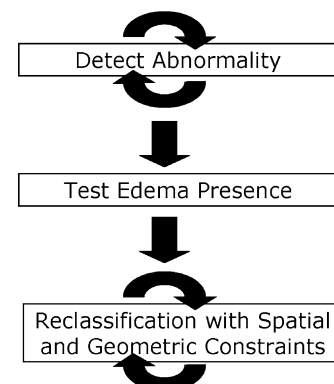 Detect Abnormality
Test Edema Presence
Reclassification with Spatial
and Geometric Constraints